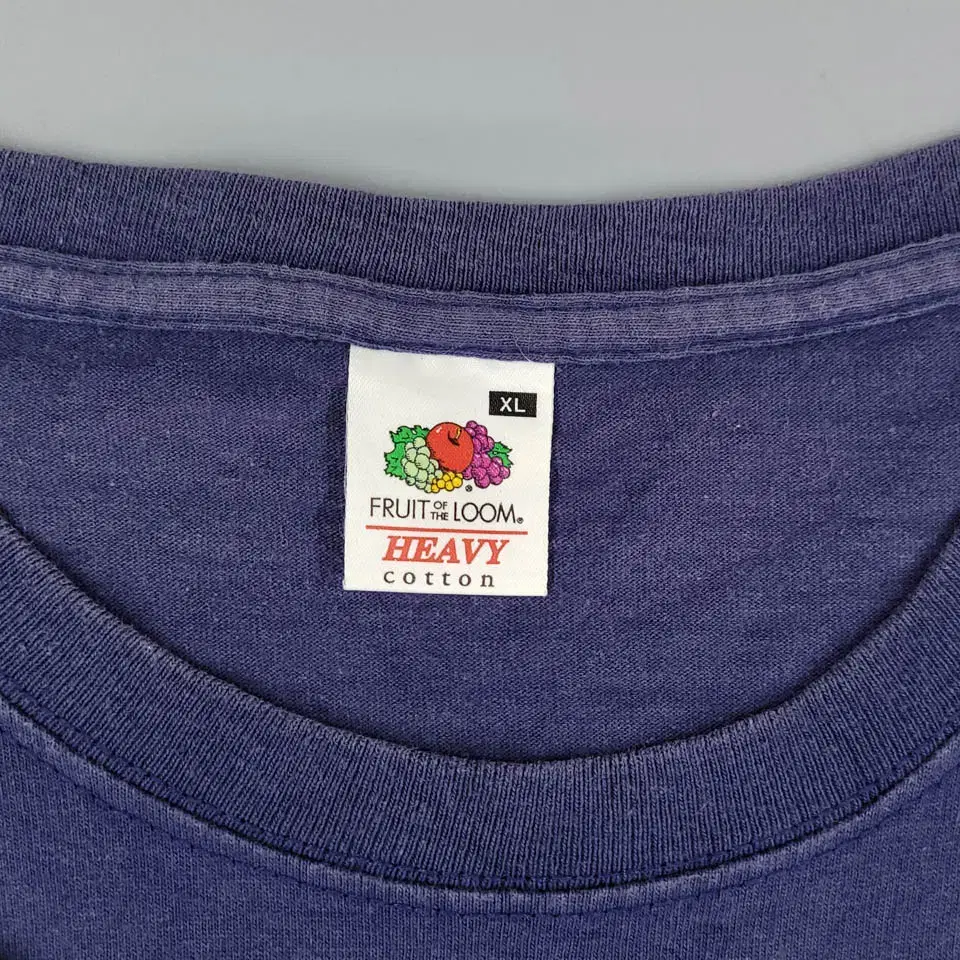 XL
®
FRUIT OF THE LOOM®
HEAVY
cotton